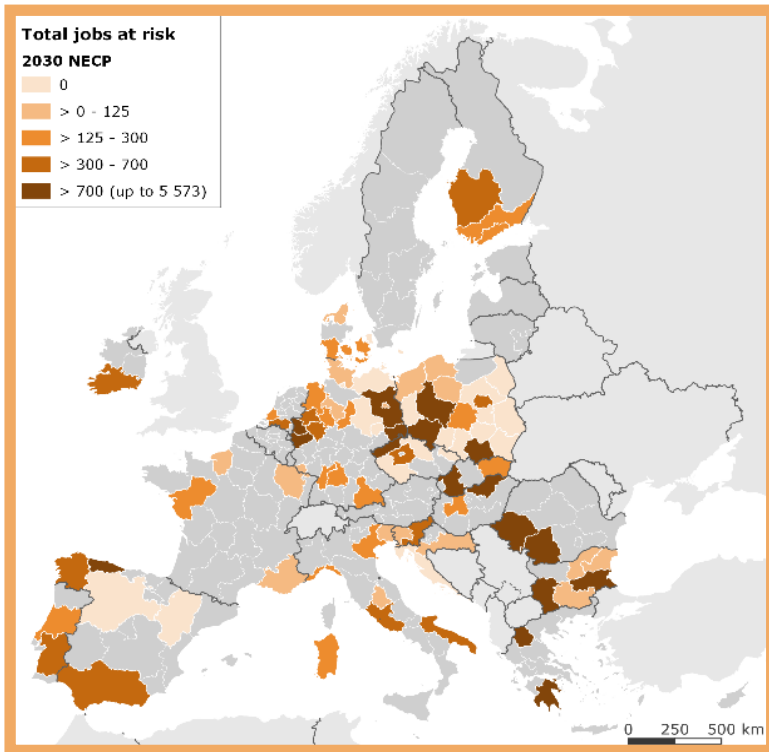 Total jobs at risk
2030 NECP
0
> 0 - 125
> 125 - 300
> 300 - 700
> 700 (up to 5 573)
0 250 500 km